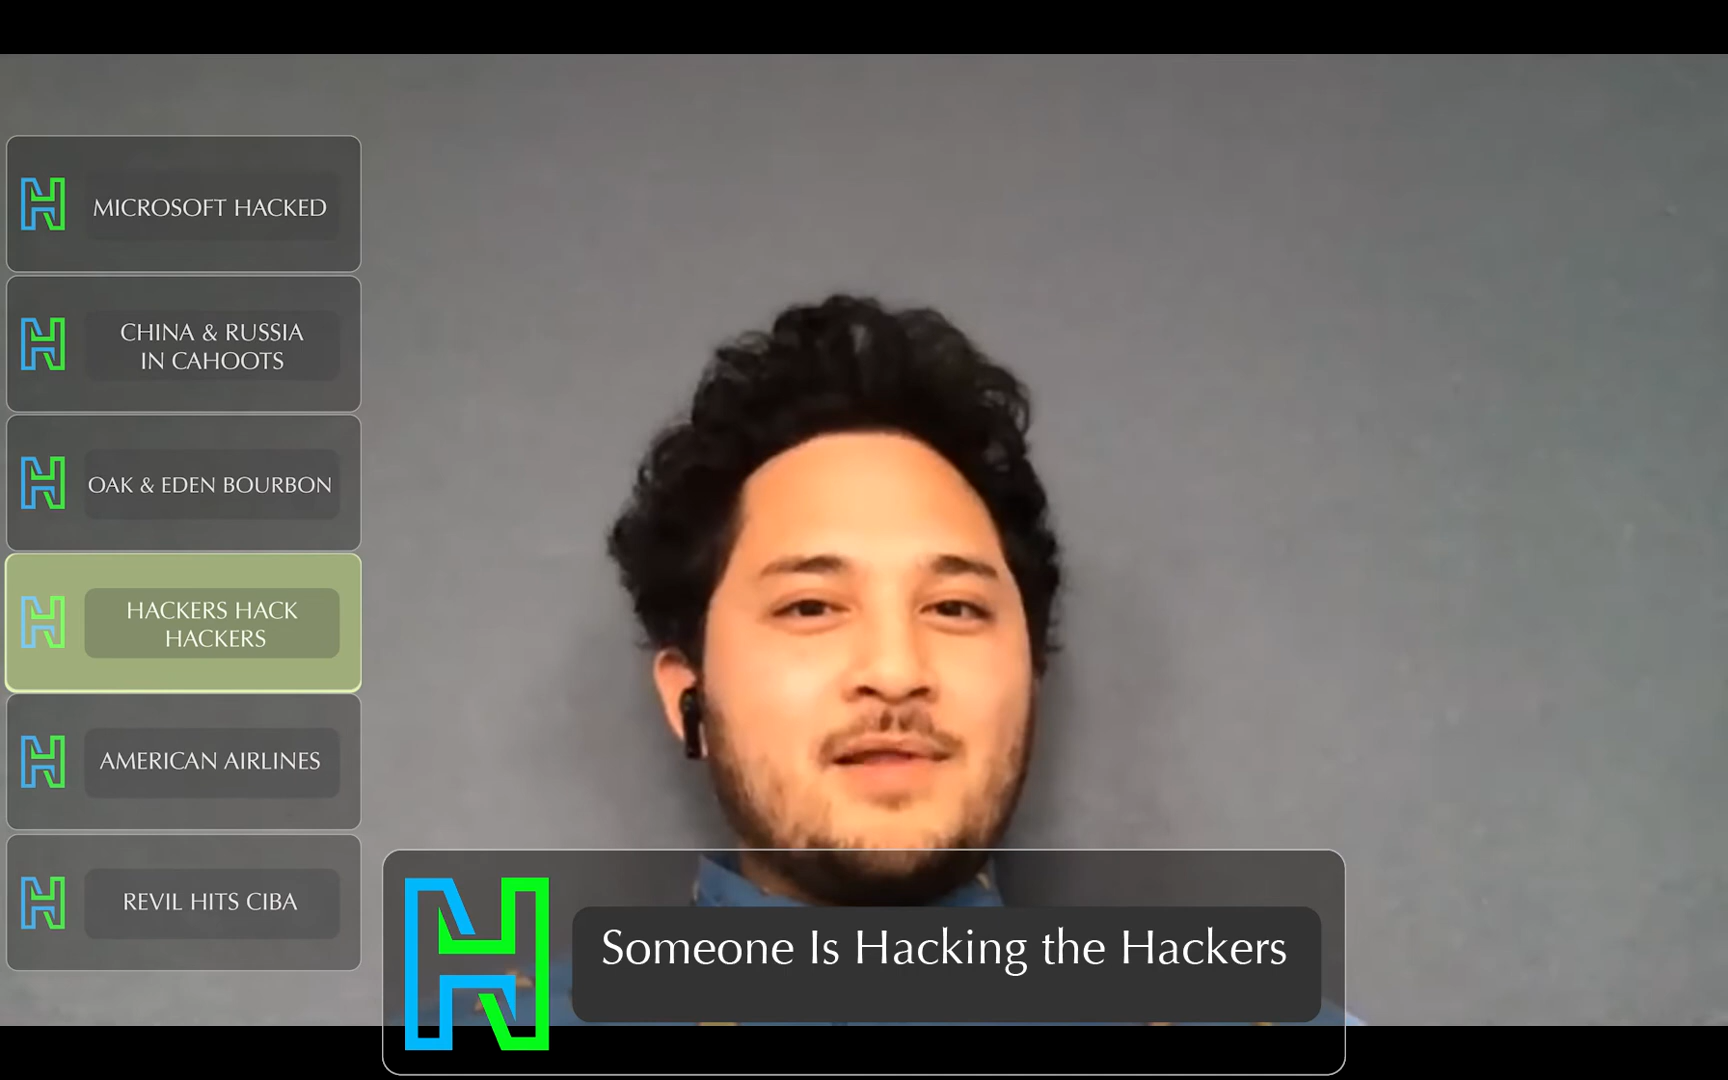 MICROSOFT HACKED
CHINA & RUSSIA
IN CAHOOTS
OAK & EDEN BOURBON
HACKERS HACK
HACKERS
AMERICAN AIRLINES
REVIL HITS CIBA
Someone Is Hacking the Hackers